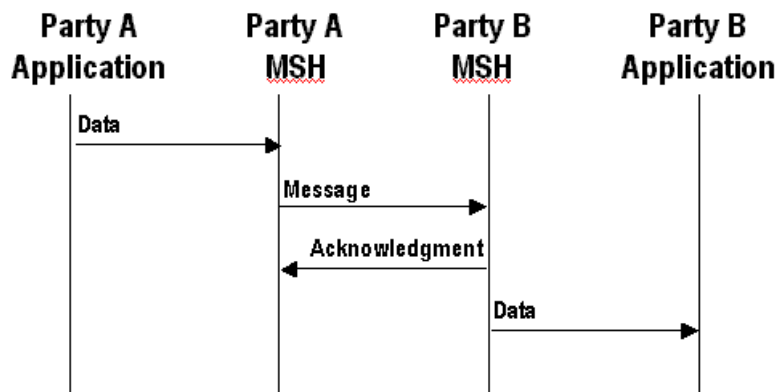 Party A
Application
Party A
MSH
Party B
MSH
Party B
Application
Data
Message
Acknowledgment
Data